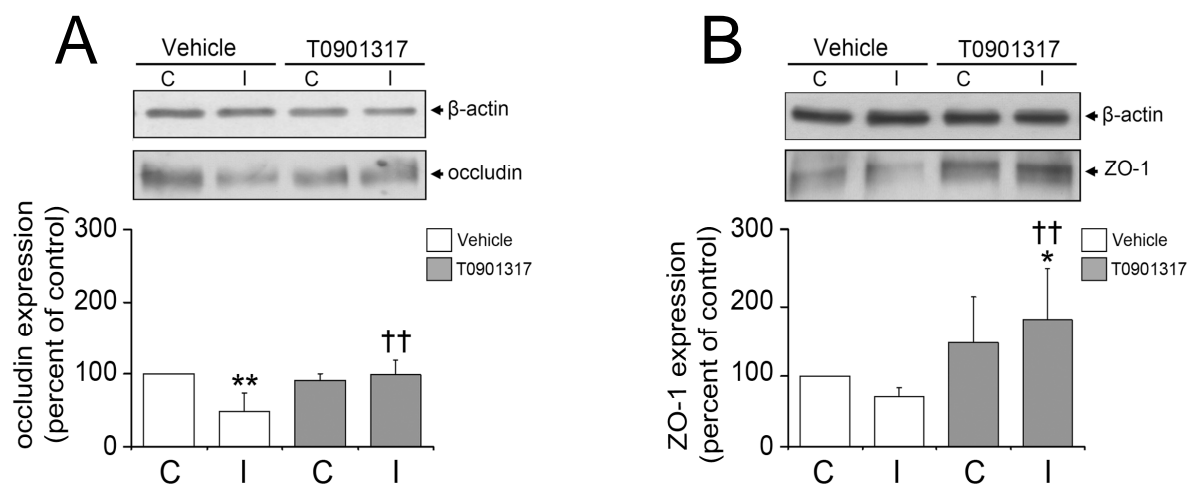 A
Vehicle T0901317
C I C I
β-actin
occludin
occludin expression
(percent of control)
300
200
100
0
**
††
C I C I
Vehicle
T0901317
B
Vehicle T0901317
C I C I
β-actin
ZO-1
ZO-1 expression
(percent of control)
300
200
100
0
††
*
C I C I
Vehicle
T0901317